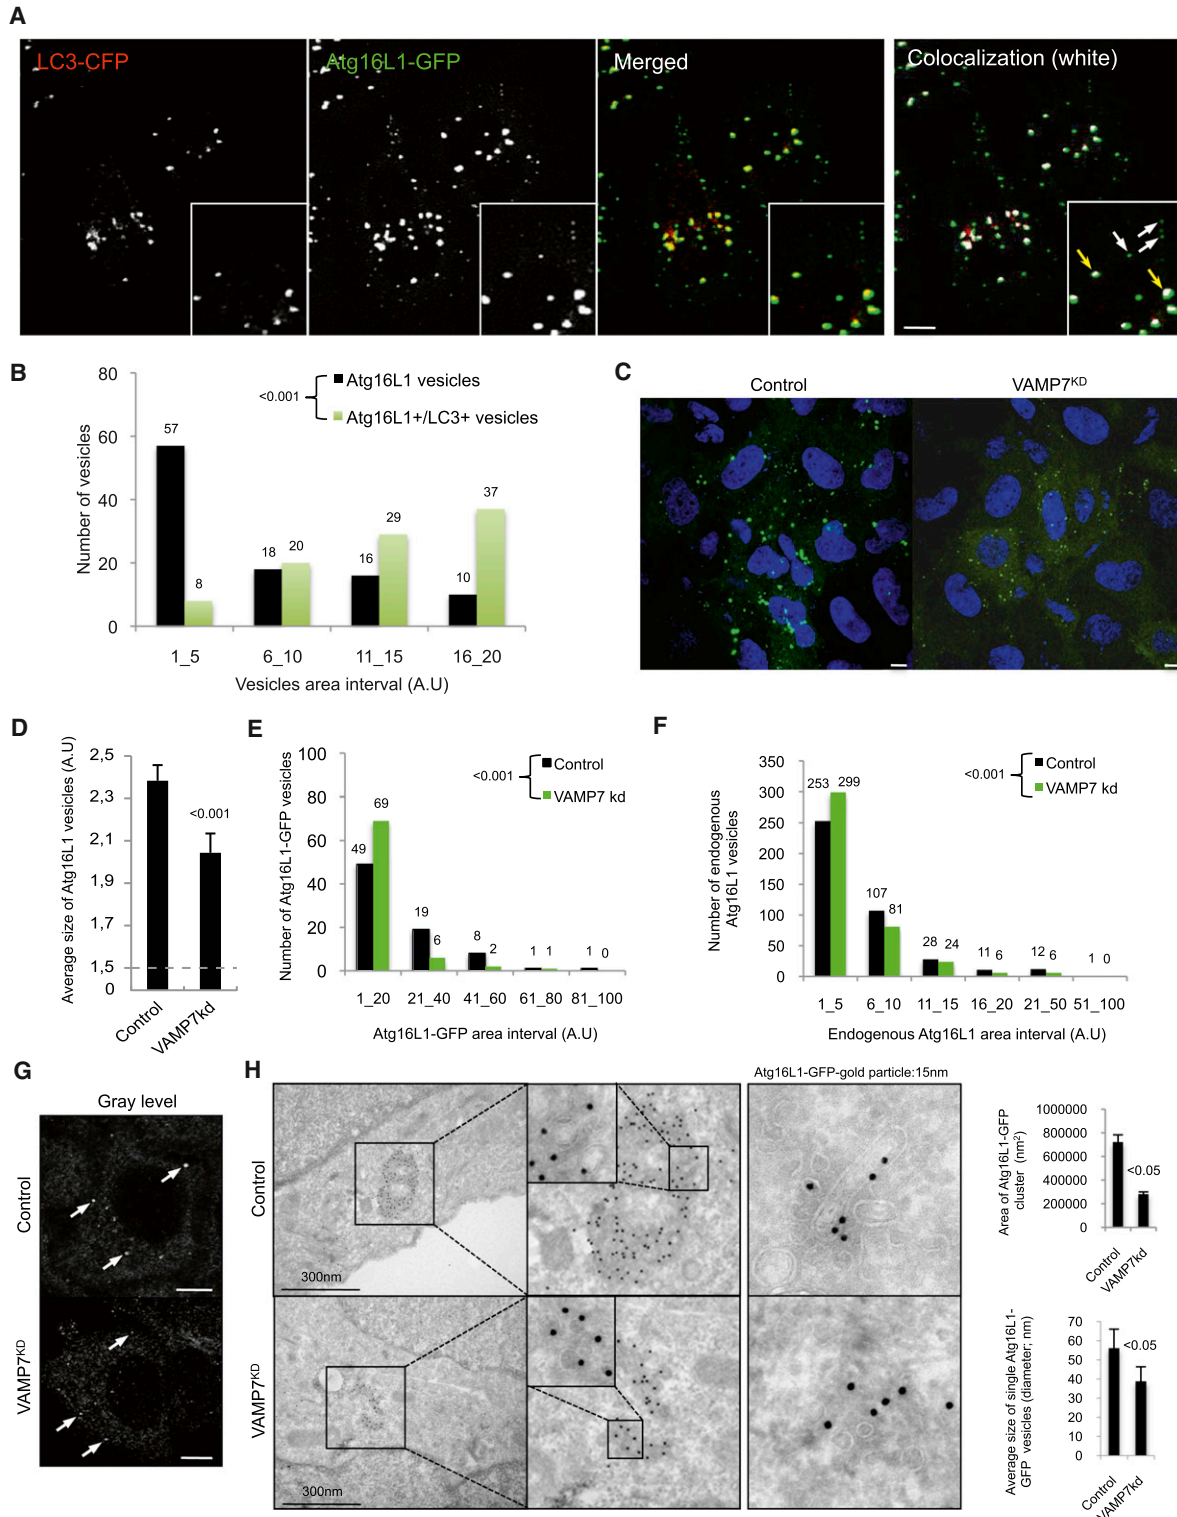 A
LC3-CFP
Atg16L1-GFP
Merged
Colocalization (white)
B
80
60
40
20
0
Number of vesicles
<0.001
Atg16L1 vesicles
Atg16L1+/LC3+ vesicles
57
8
18
20
16
29
10
37
1_5
6_10
11_15
16_20
Vesicles area interval (A.U)
C
Control
VAMP7KD
D
Average size of Atg16L1 vesicles (A.U)
2,5
2,3
2,1
1,9
1,7
1,5
0
<0.001
Control
VAMP7kd
E
Number of Atg16L1-GFP vesicles
100
80
60
40
20
0
<0.001
Control
VAMP7 kd
49
69
19
6
8
2
1
1
1
0
1_20
21_40
41_60
61_80
81_100
Atg16L1-GFP area interval (A.U)
F
Number of endogenous
Atg16L1 vesicles
350
300
250
200
150
100
50
0
<0.001
Control
VAMP7 kd
253
299
107
81
28
24
11
6
12
6
1
0
1_5
6_10
11_15
16_20
21_50
51_100
Endogenous Atg16L1 area interval (A.U)
G
Gray level
Control
VAMP7KD
H
Atg16L1-GFP-gold particle:15nm
Control
300nm
VAMP7KD
300nm
Area of Atg16L1-GFP
cluster (nm2)
1000000
800000
600000
400000
200000
0
<0.05
Control
VAMP7kd
Average size of single Atg16L1-
GFP vesicles (diameter; nm)
70
60
50
40
30
20
10
0
<0.05
Control
VAMP7kd